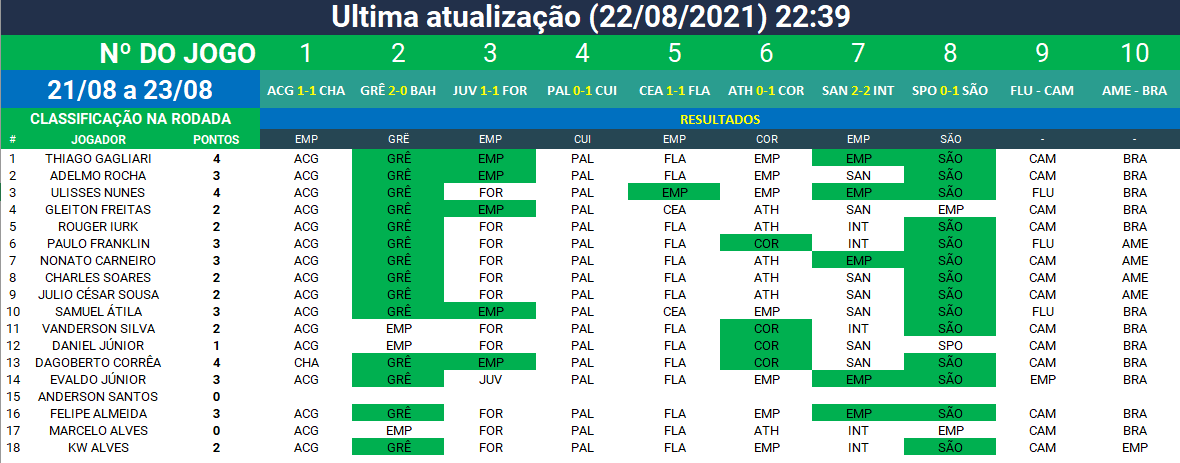 Ultima atualização (22/08/2021) 22:39
Nº DO JOGO 1 2 3 4 5 6 7 8 9 10
21/08 a 23/08 ACG 1-1 CHA GRÊ 2-0 BAH JUV 1-1 FOR PAL 0-1 CUI CEA 1-1 FLA ATH 0-1 COR SAN 2-2 INT SPO 0-1 SÃO FLU - CAM AME - BRA
CLASSIFICAÇÃO NA RODADA RESULTADOS
# JOGADOR PONTOS EMP GRÊ EMP CUI EMP COR EMP SÃO - -
1 THIAGO GAGLIARI 4 ACG GRÊ EMP PAL FLA EMP EMP SÃO CAM BRA
2 ADELMO ROCHA 3 ACG GRÊ EMP PAL FLA EMP SAN SÃO CAM BRA
3 ULISSES NUNES 4 ACG GRÊ FOR PAL EMP EMP EMP SÃO FLU BRA
4 GLEITON FREITAS 2 ACG GRÊ EMP PAL CEA ATH SAN EMP CAM BRA
5 ROUGER IURK 2 ACG GRÊ FOR PAL FLA ATH INT SÃO CAM BRA
6 PAULO FRANKLIN 3 ACG GRÊ FOR PAL FLA COR INT SÃO FLU AME
7 NONATO CARNEIRO 3 ACG GRÊ FOR PAL FLA ATH EMP SÃO CAM AME
8 CHARLES SOARES 2 ACG GRÊ FOR PAL FLA ATH SAN SÃO CAM AME
9 JULIO CÉSAR SOUSA 2 ACG GRÊ FOR PAL FLA ATH SAN SÃO CAM AME
10 SAMUEL ÁTILA 3 ACG GRÊ EMP PAL CEA EMP SAN SÃO FLU BRA
11 VANDERSON SILVA 2 ACG EMP FOR PAL FLA COR INT SÃO CAM BRA
12 DANIEL JÚNIOR 1 ACG EMP FOR PAL FLA COR SAN SPO CAM BRA
13 DAGOBERTO CORRÊA 4 CHA GRÊ EMP PAL FLA COR SAN SÃO CAM BRA
14 EVALDO JÚNIOR 3 ACG GRÊ JUV PAL FLA EMP EMP SÃO EMP BRA
15 ANDERSON SANTOS 0
16 FELIPE ALMEIDA 3 ACG GRÊ FOR PAL FLA EMP EMP SÃO CAM BRA
17 MARCELO ALVES 0 ACG EMP FOR PAL FLA ATH INT EMP CAM BRA
18 KW ALVES 2 ACG GRÊ FOR PAL FLA EMP INT SÃO CAM EMP